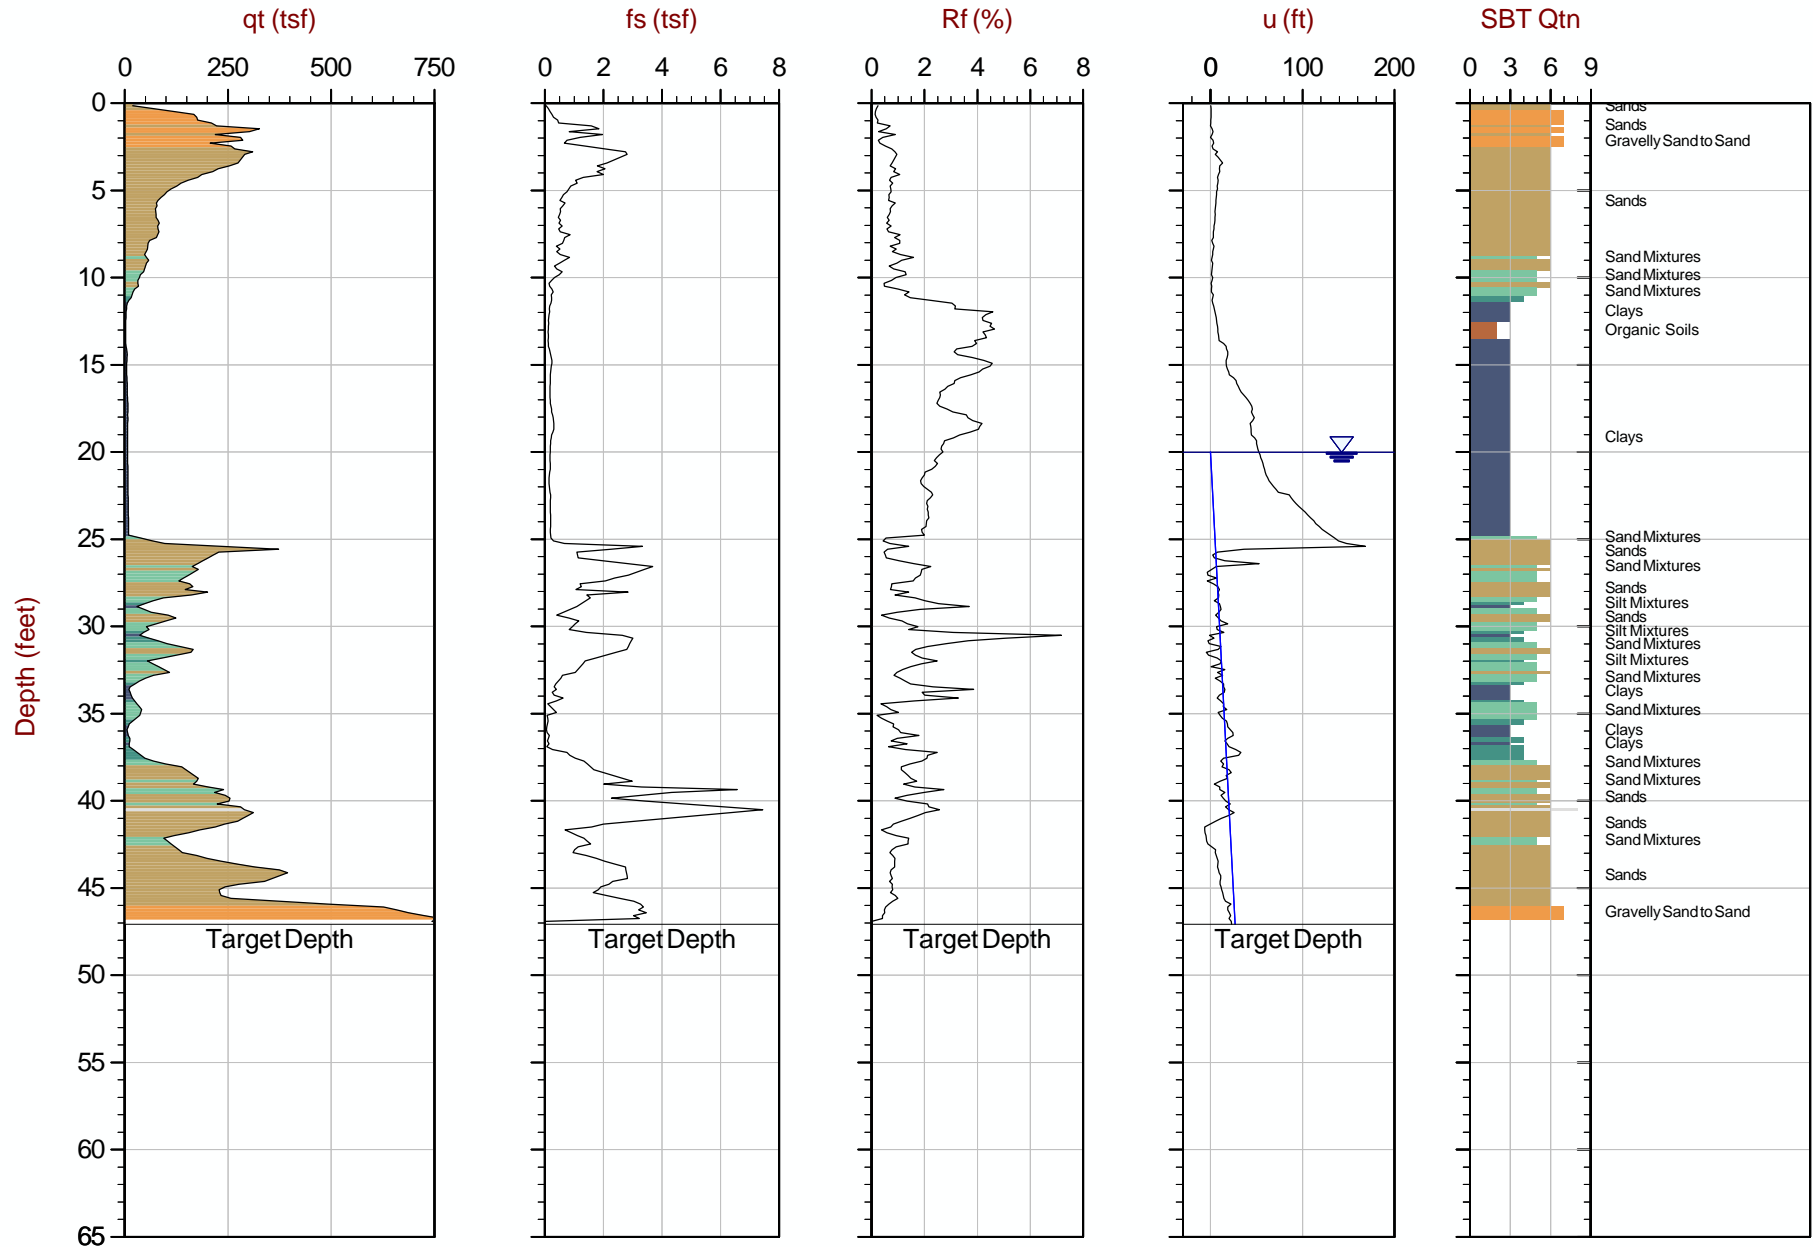 qt (tsf) fs (tsf) Rf (%) u (ft) SBT Qtn
0 250 500 750 0 2 4 6 8 0 2 4 6 8 0 100 200 0 3 6 9
0
5
10
15
20
25
30
35
40
45
50
55
60
65
Depth (feet)
Target Depth Target Depth Target Depth Target Depth
Sands
Sands
Gravelly Sand to Sand
Sands
Sand Mixtures
Sand Mixtures
Sand Mixtures
Clays
Organic Soils
Clays
Sand Mixtures
Sands
Sand Mixtures
Sands
Silt Mixtures
Sands
Silt Mixtures
Sand Mixtures
Silt Mixtures
Sand Mixtures
Clays
Sand Mixtures
Clays
Clays
Sand Mixtures
Sand Mixtures
Sands
Sands
Sand Mixtures
Sands
Gravelly Sand to Sand